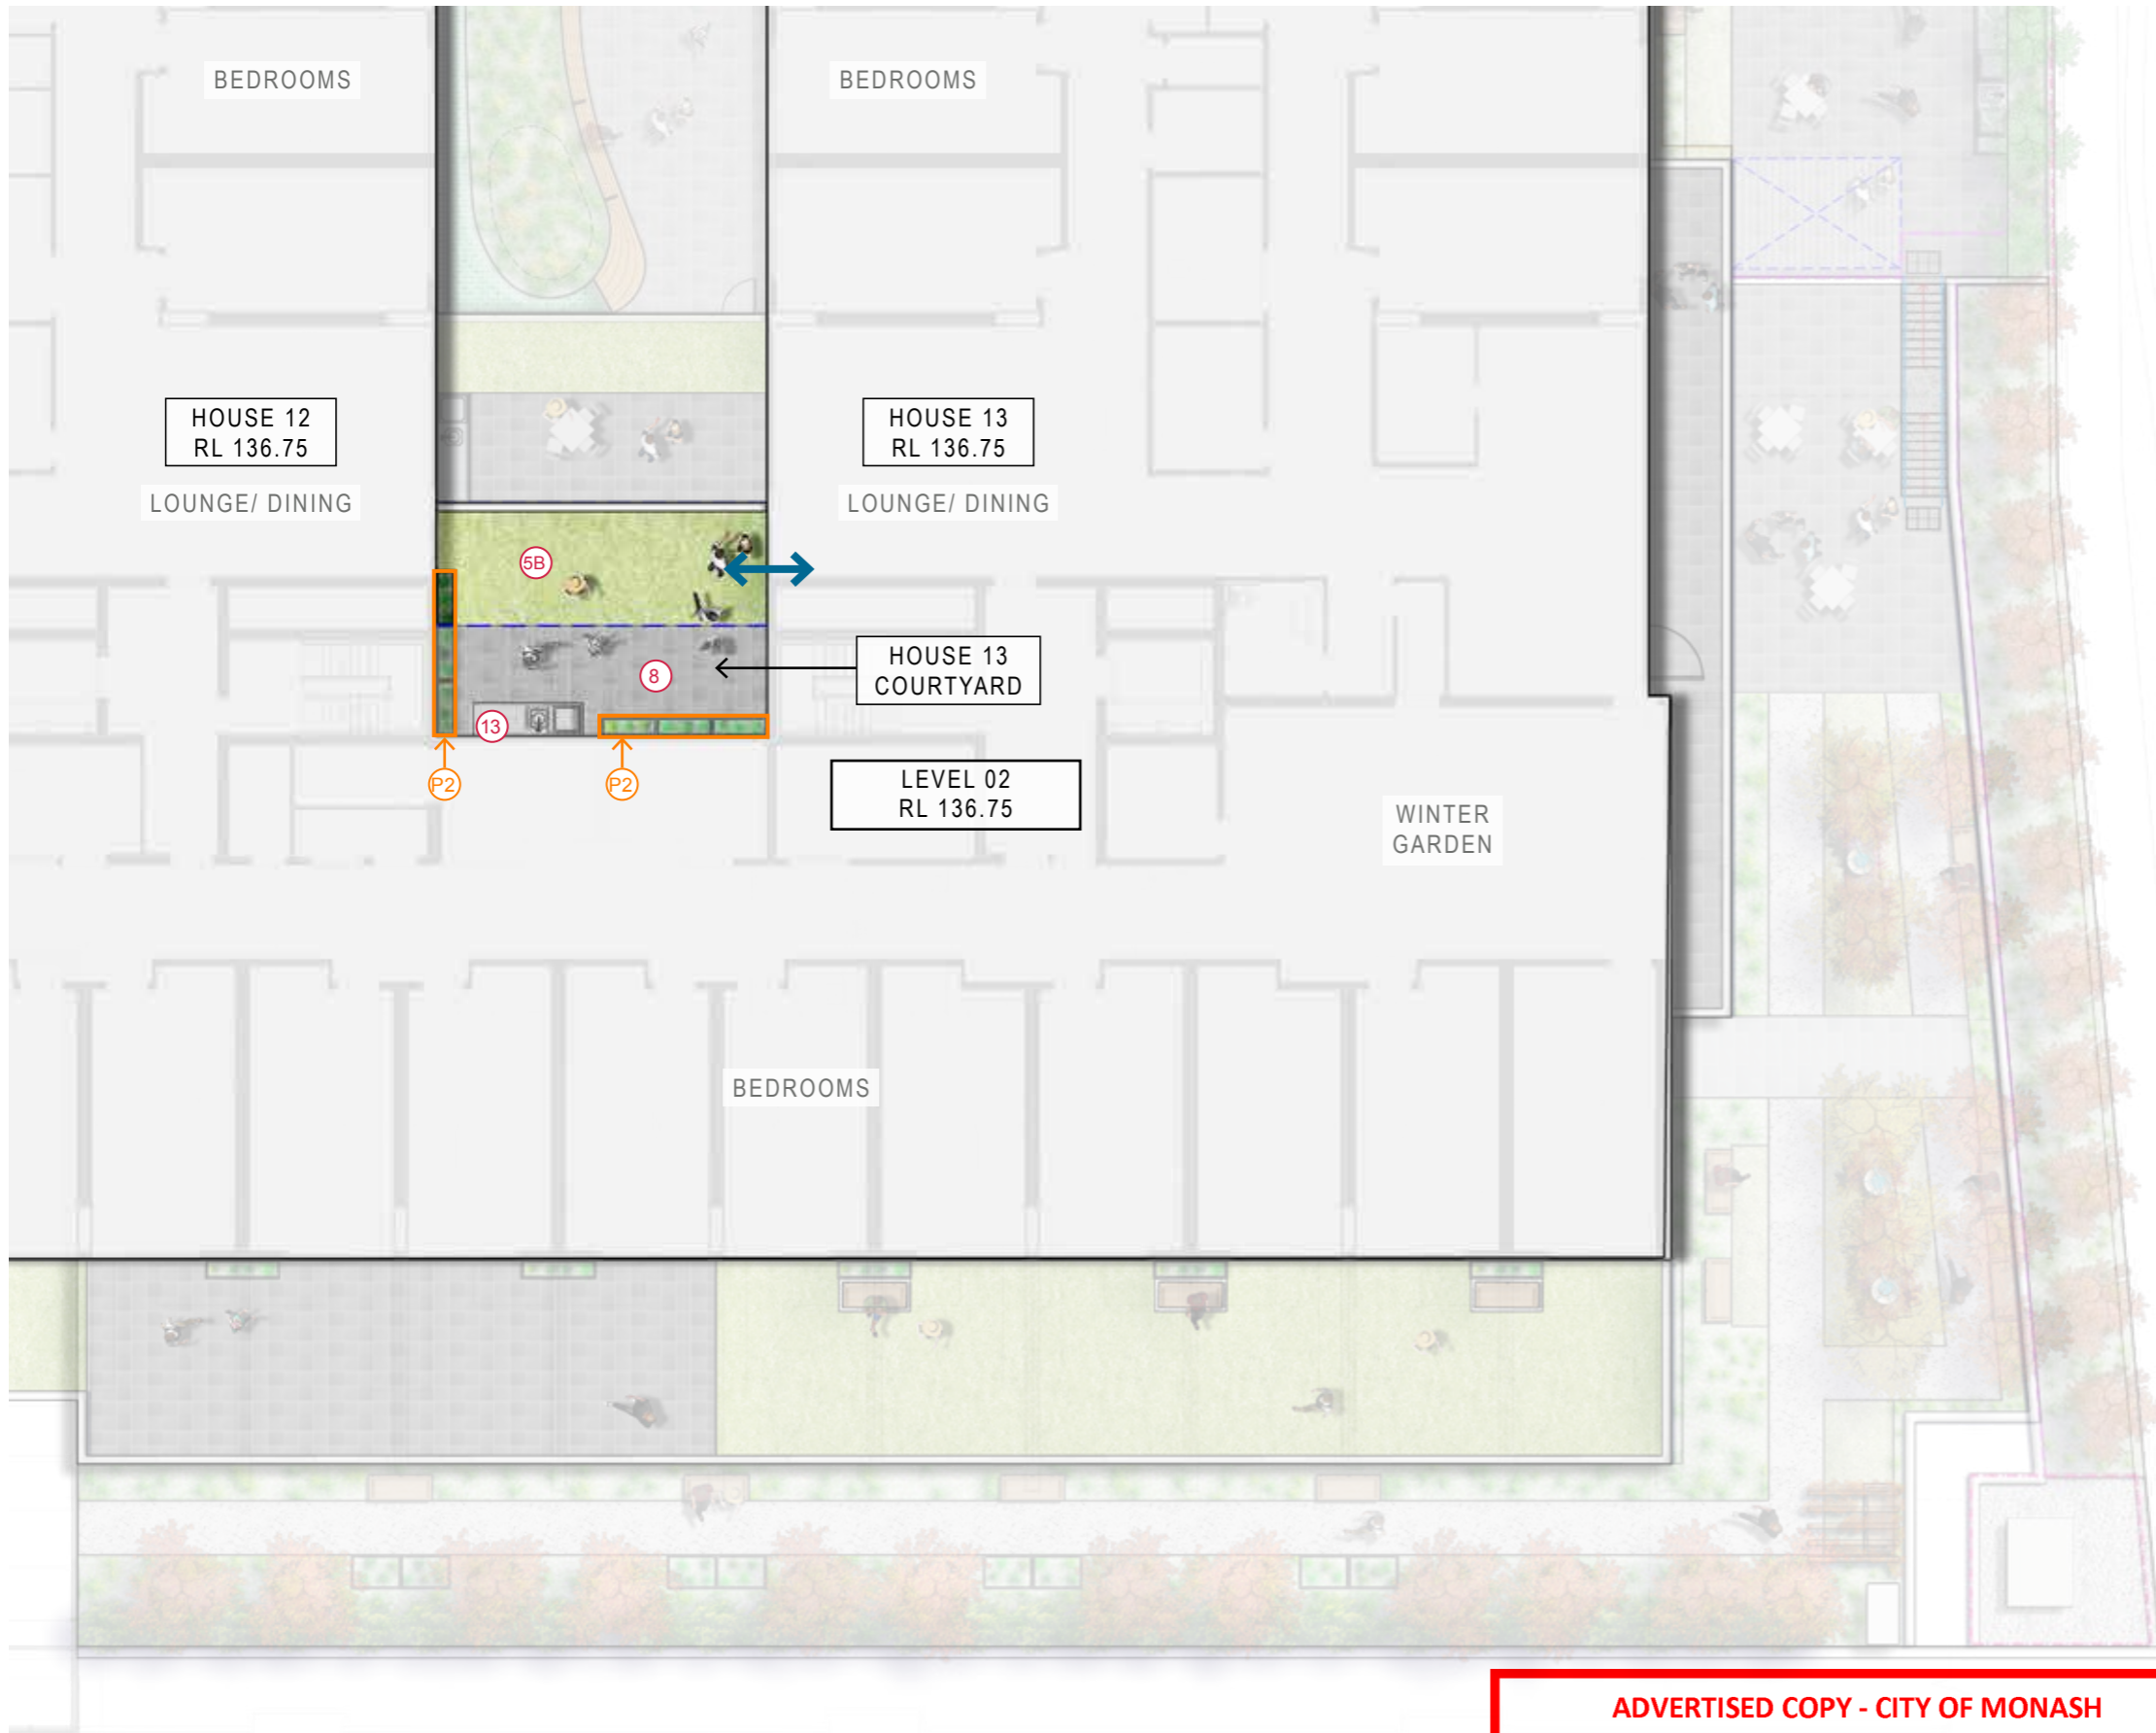 BEDROOMS
BEDROOMS
HOUSE 12
RL 136.75
LOUNGE/ DINING
HOUSE 13
RL 136.75
LOUNGE/ DINING
5B
8
HOUSE 13
COURTYARD
13
P2
P2
LEVEL 02
RL 136.75
WINTER
GARDEN
BEDROOMS
ADVERTISED COPY - CITY OF MONASH